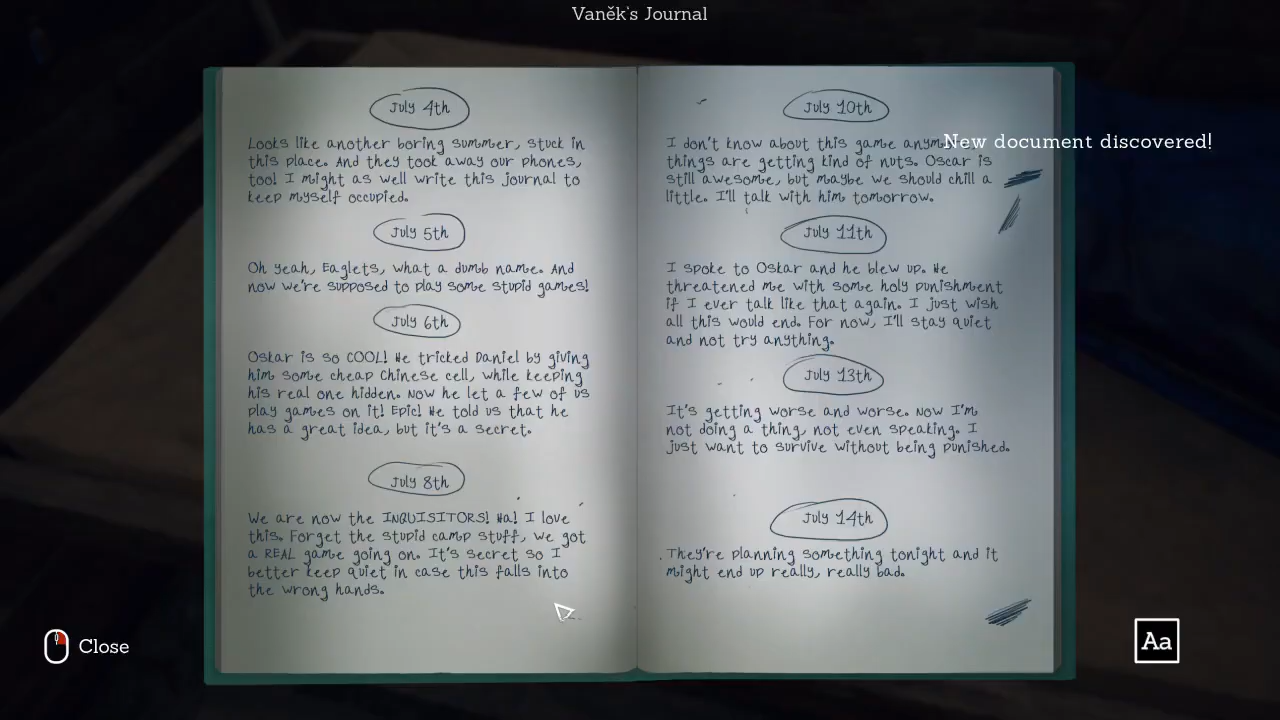 Vaněk's Journal
July 4th
Looks like another boring summer, stuck in
this place. And they took away our phones,
too! I might as well write this journal to
keep myself occupied.
July 5th
Oh yeah, Eaglets, what a dumb name. And
now we're supposed to play some stupid games!
July 6th
Oskar is so COOL! He tricked Daniel by giving
him some cheap Chinese cell, while keeping
his real one hidden. Now he let a few of us
play games on it! Epic! He told us that he
has a great idea, but it's a secret.
July 8th
We are now the INQUISITORS! Ha! I love
this. Forget the stupid camp stuff, we got
a REAL game going on. It's secret so I
better keep quiet in case this falls into
the wrong hands.
July 10th
I don't know about this game
things are getting kind of nuts. Oscar is
still awesome, but maybe we should chill a
little. I'll talk with him tomorrow.
July 11th
I spoke to Oskar and he blew up. He
threatened me with some holy punishment
if I ever talk like that again. I just wish
all this would end. For now, I'll stay quiet
and not try anything.
July 13th
It's getting worse and worse. Now I'm
not doing a thing, not even speaking. I
just want to survive without being punished.
July 14th
They're planning something tonight and it
might end up really, really bad.
New document discovered!
Close
Aa